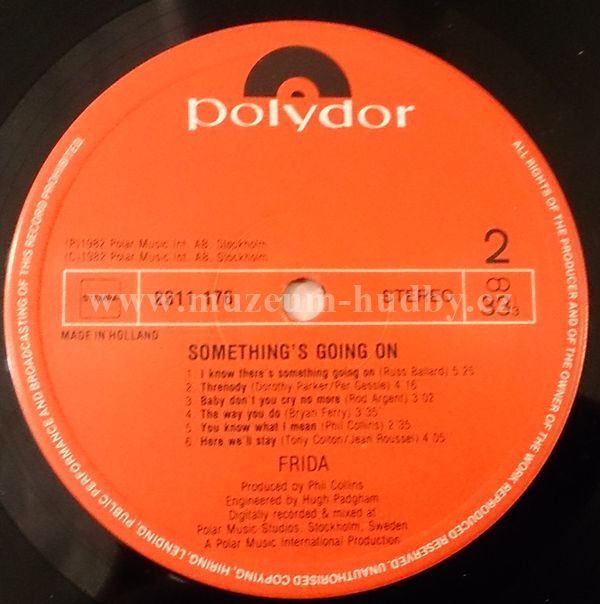 polydor
(P)1982 Polar Music Int. AB, Stockholm
(C)1982 Polar Music Int. AB, Stockholm
2
STEREO
33
MADE IN HOLLAND
www.muzeum-hudby.cz
SOMETHING'S GOING ON
1. I know there's something going on (Russ Ballard) 5:25
2. Threnody (Dorothy Parker/Per Gessle) 4:16
3. Baby don't you cry no more (Rod Argent) 3:02
4. The way you do (Bryan Ferry) 3:35
5. You know what I mean (Phil Collins) 2:35
6. Here we'll stay (Tony Colton/Jean Roussel) 4:05
FRIDA
Produced by Phil Collins
Engineered by Hugh Padgham
Digitally recorded & mixed at
Polar Music Studios, Stockholm, Sweden
A Polar Music International Production
ALL RIGHTS OF THE PRODUCER AND OF THE OWNER OF THE WORK REPRODUCED RESERVED. UNAUTHORISED COPYING, HIRING, LENDING, PUBLIC PERFORMANCE AND BROADCASTING OF THIS RECORD PROHIBITED.